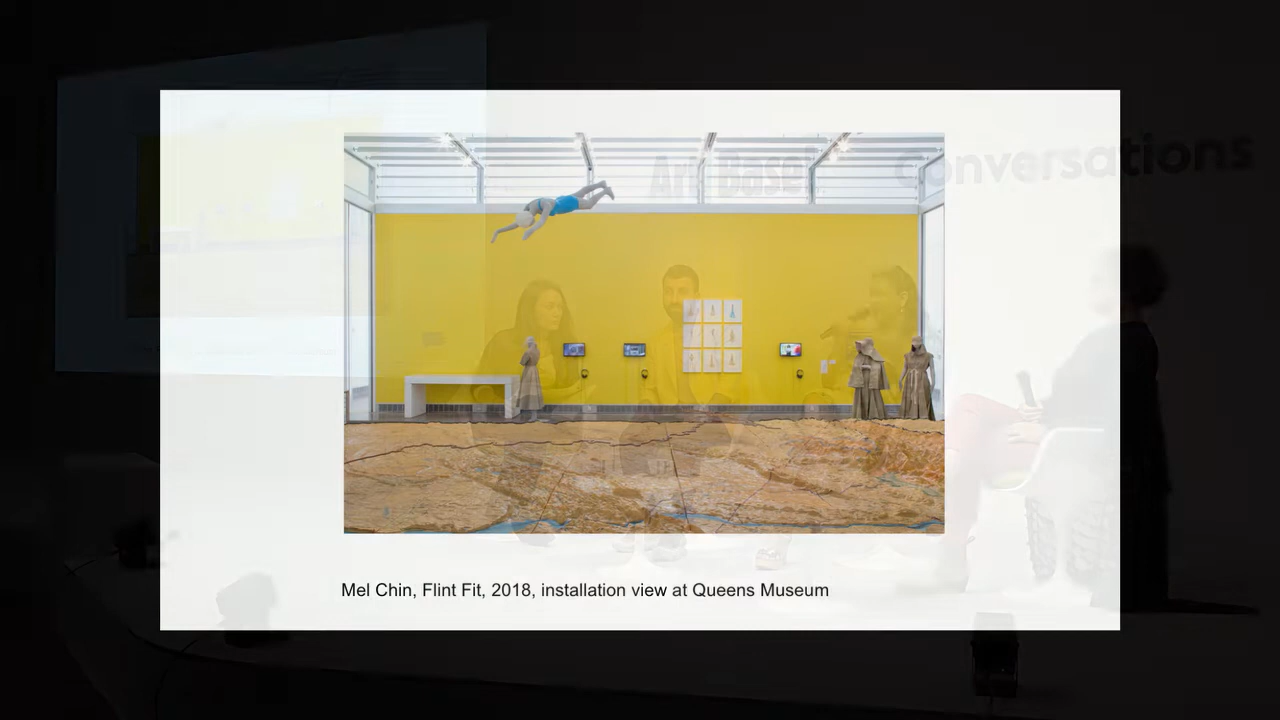 Art Basel Conversations
Mel Chin, Flint Fit, 2018, installation view at Queens Museum